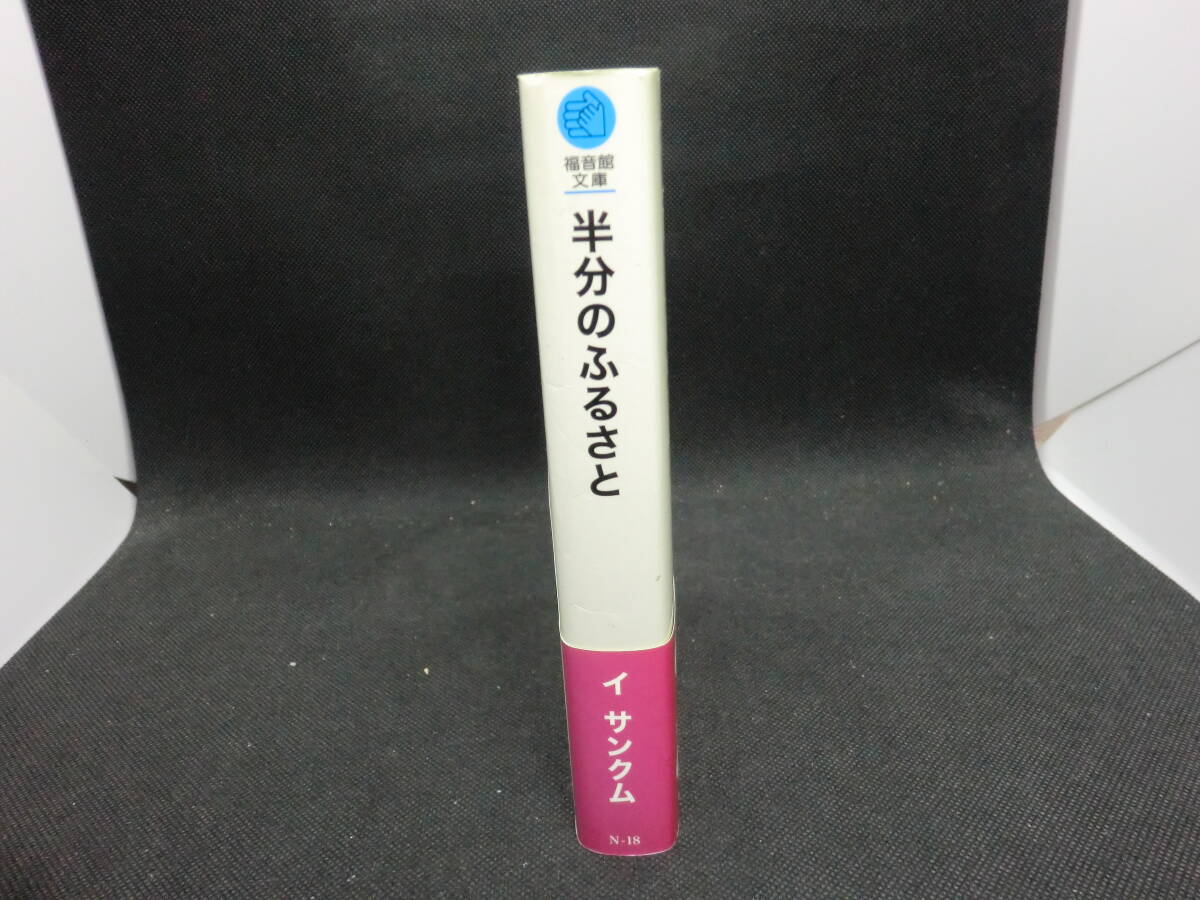 福音館
文庫
半分のふるさと
イ サンクム
N-18